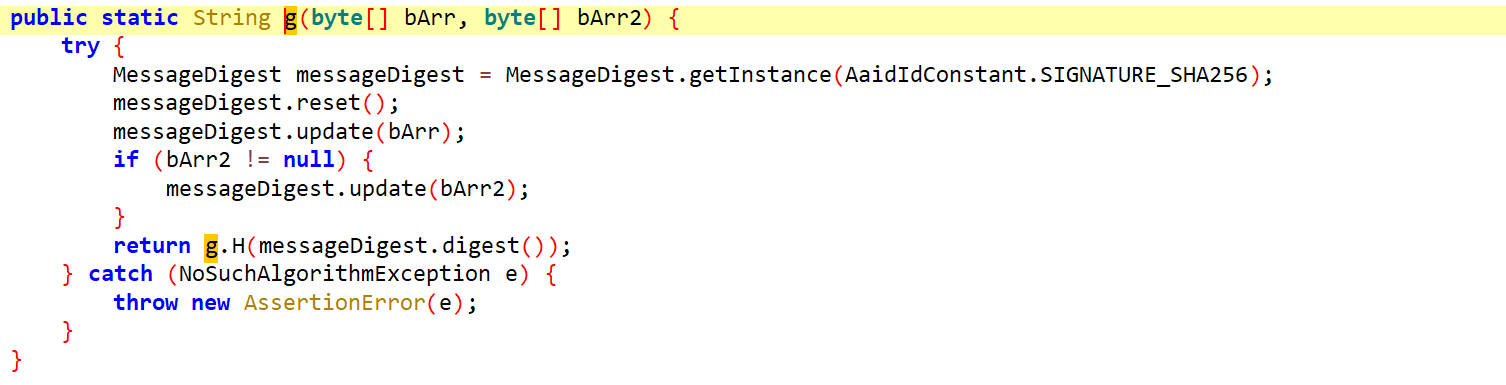 public static String g(byte[] bArr, byte[] bArr2) {
    try {
        MessageDigest messageDigest = MessageDigest.getInstance(AaidIdConstant.SIGNATURE_SHA256);
        messageDigest.reset();
        messageDigest.update(bArr);
        if (bArr2 != null) {
            messageDigest.update(bArr2);
        }
        return g.H(messageDigest.digest());
    } catch (NoSuchAlgorithmException e) {
        throw new AssertionError(e);
    }
}